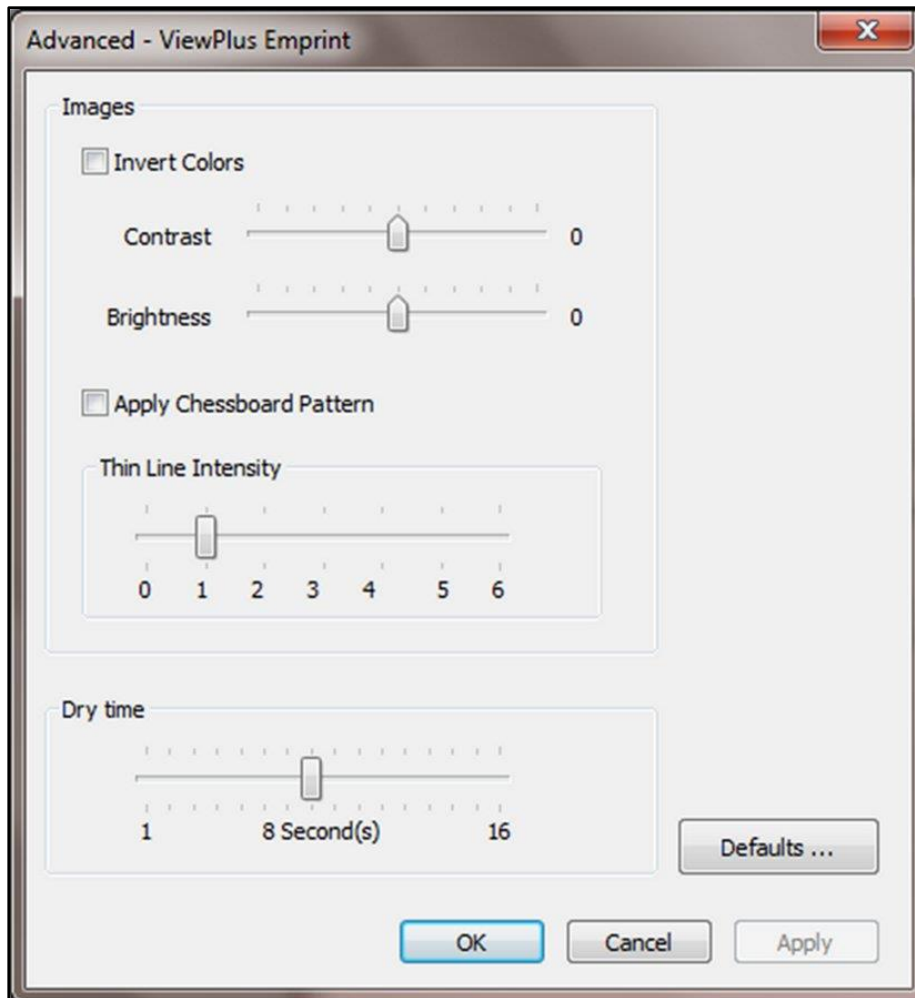 Advanced - ViewPlus Emprint
Images
Invert Colors
Contrast 0
Brightness 0
Apply Chessboard Pattern
Thin Line Intensity
0 1 2 3 4 5 6
Dry time
1 8 Second(s) 16
Defaults ...
OK Cancel Apply